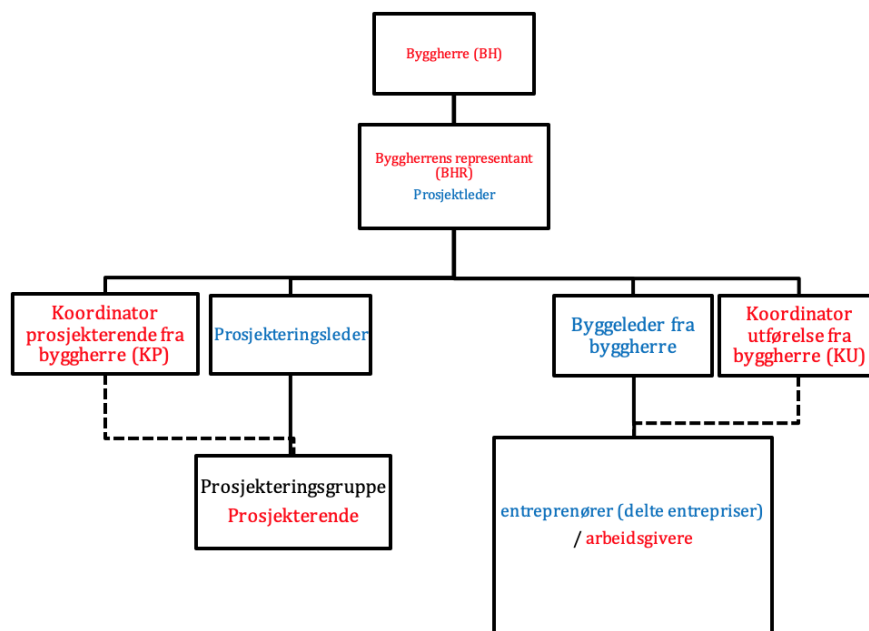 Byggherre (BH)
Byggherrens representant
(BHR)
Prosjektleder
Koordinator
prosjekterende fra
byggherre (KP)
Prosjekteringsleder
Byggeleder fra
byggherre
Koordinator
utførelse fra
byggherre (KU)
Prosjekteringsgruppe
Prosjekterende
entreprenører (delte entrepriser)
/ arbeidsgivere